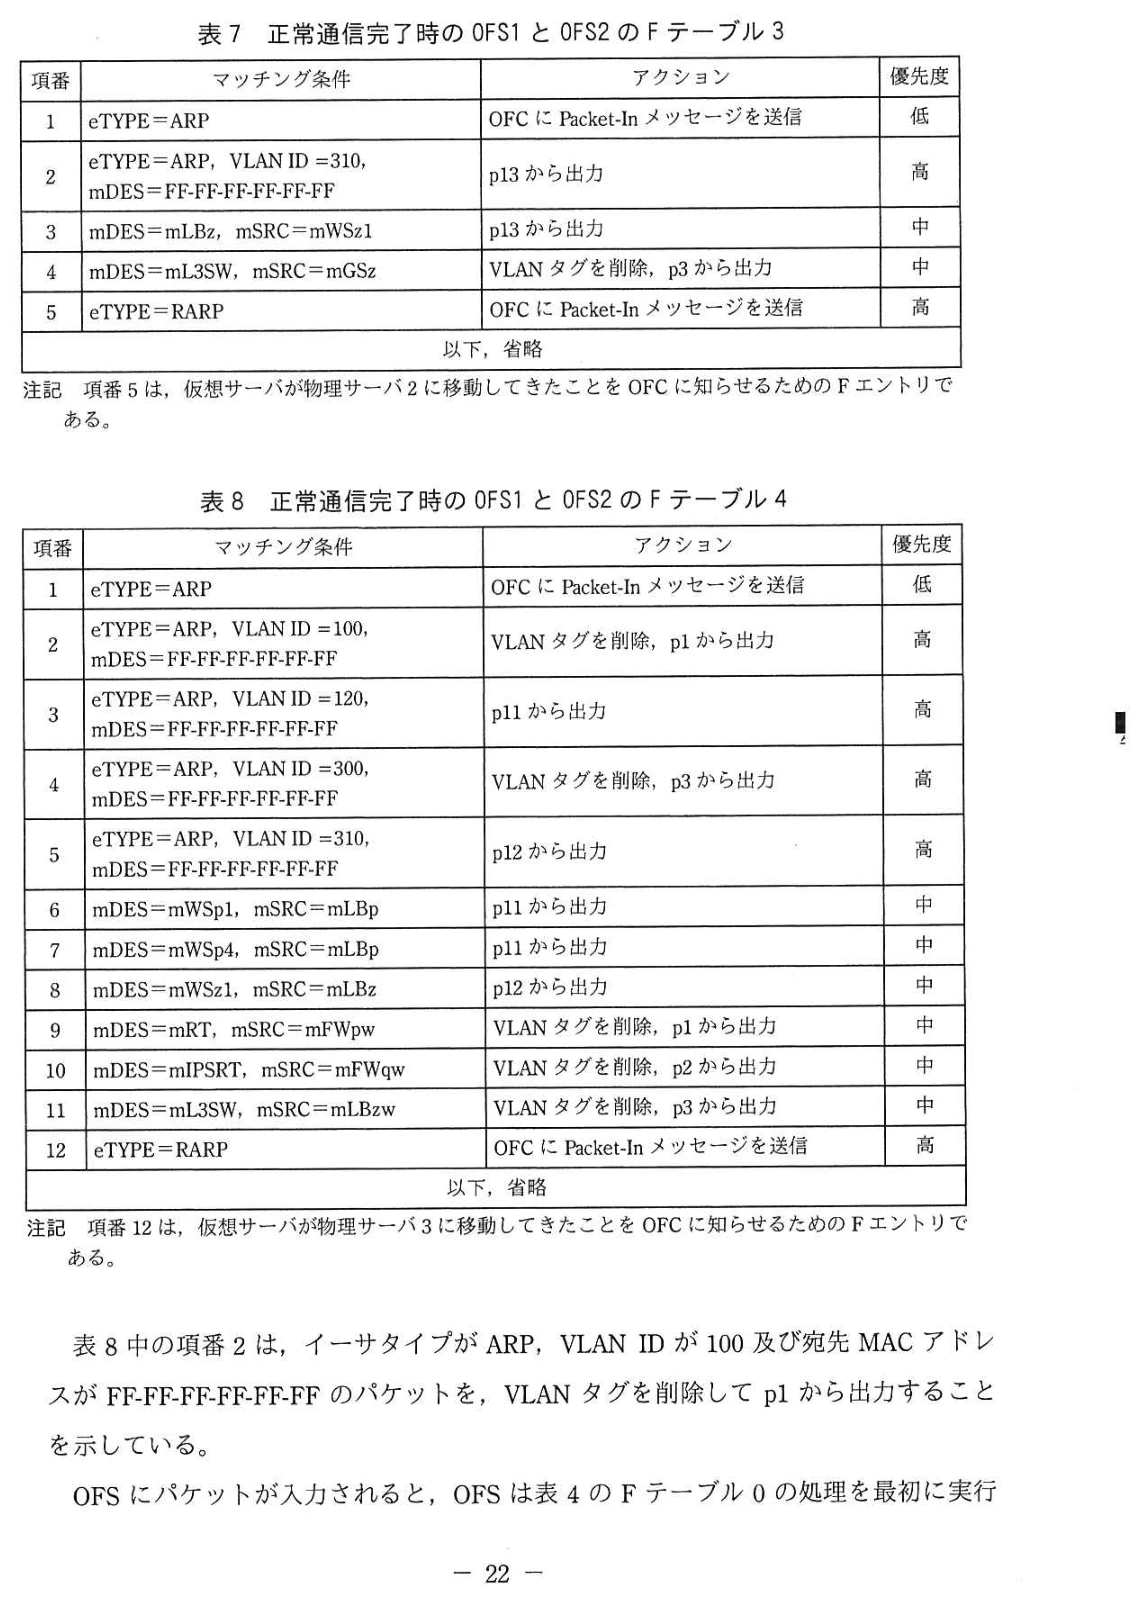 表7 正常通信完了時の OFS1 と OFS2 の F テーブル 3
項番 マッチング条件 アクション 優先度
1 eTYPE＝ARP OFC に Packet-In メッセージを送信 低
2 eTYPE＝ARP，VLAN ID =310, mDES＝FF-FF-FF-FF-FF-FF p13 から出力 高
3 mDES＝mLBz，mSRC＝mWSz1 p13 から出力 中
4 mDES＝mL3SW，mSRC＝mGSz VLAN タグを削除，p3 から出力 中
5 eTYPE＝RARP OFC に Packet-In メッセージを送信 高
以下，省略
注記 項番 5 は，仮想サーバが物理サーバ 2 に移動してきたことを OFC に知らせるための F エントリで
ある。
表8 正常通信完了時の OFS1 と OFS2 の F テーブル 4
項番 マッチング条件 アクション 優先度
1 eTYPE＝ARP OFC に Packet-In メッセージを送信 低
2 eTYPE＝ARP，VLAN ID =100, mDES＝FF-FF-FF-FF-FF-FF VLAN タグを削除，p1 から出力 高
3 eTYPE＝ARP，VLAN ID =120, mDES＝FF-FF-FF-FF-FF-FF p11 から出力 高
4 eTYPE＝ARP，VLAN ID =300, mDES＝FF-FF-FF-FF-FF-FF VLAN タグを削除，p3 から出力 高
5 eTYPE＝ARP，VLAN ID =310, mDES＝FF-FF-FF-FF-FF-FF p12 から出力 高
6 mDES＝mWSp1，mSRC＝mLBp p11 から出力 中
7 mDES＝mWSp4，mSRC＝mLBp p11 から出力 中
8 mDES＝mWSz1，mSRC＝mLBz p12 から出力 中
9 mDES＝mRT，mSRC＝mFWpw VLAN タグを削除，p1 から出力 中
10 mDES＝mIPSRT，mSRC＝mFWqw VLAN タグを削除，p2 から出力 中
11 mDES＝mL3SW，mSRC＝mLBzw VLAN タグを削除，p3 から出力 中
12 eTYPE＝RARP OFC に Packet-In メッセージを送信 高
以下，省略
注記 項番 12 は，仮想サーバが物理サーバ 3 に移動してきたことを OFC に知らせるための F エントリで
ある。
表 8 中の項番 2 は，イーサタイプが ARP，VLAN ID が 100 及び宛先 MAC アドレ
スが FF-FF-FF-FF-FF-FF のパケットを，VLAN タグを削除して p1 から出力すること
を示している。
OFS にパケットが入力されると，OFS は表 4 の F テーブル 0 の処理を最初に実行
－ 22 －